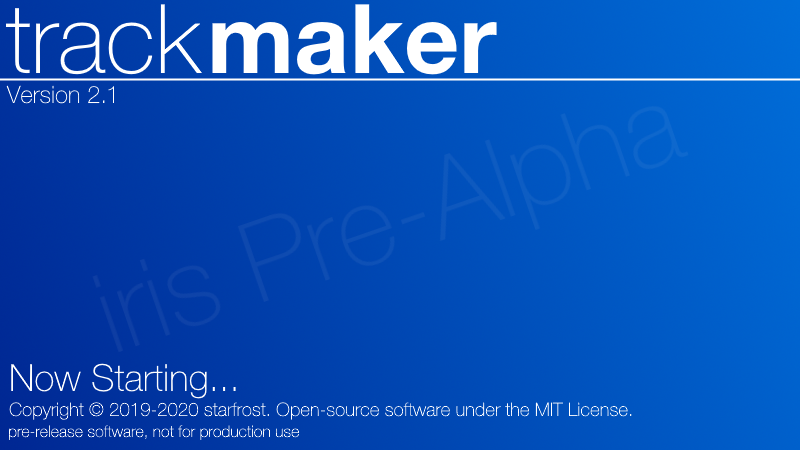 trackmaker
Version 2.1
iris Pre-Alpha
Now Starting...
Copyright © 2019-2020 starfrost. Open-source software under the MIT License.
pre-release software, not for production use